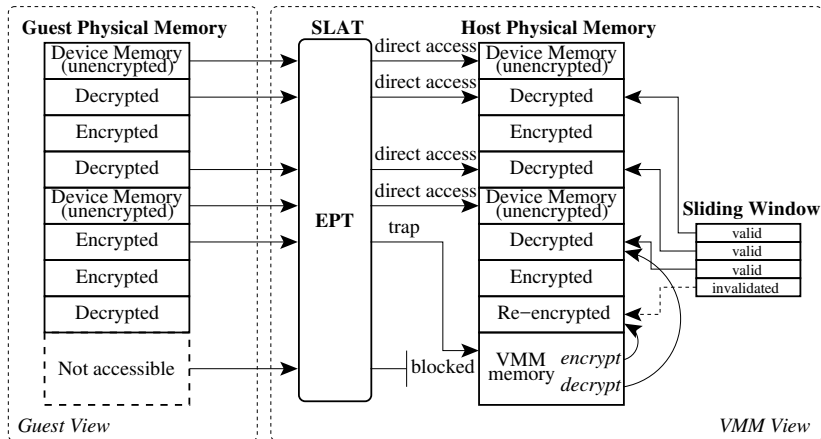 Guest Physical Memory
Device Memory
(unencrypted)
Decrypted
Encrypted
Decrypted
Device Memory
(unencrypted)
Encrypted
Encrypted
Decrypted
Not accessible
Guest View
SLAT
EPT
direct access
direct access
direct access
direct access
trap
blocked
Host Physical Memory
Device Memory
(unencrypted)
Decrypted
Encrypted
Decrypted
Device Memory
(unencrypted)
Decrypted
Encrypted
Re-encrypted
VMM
memory
encrypt
decrypt
Sliding Window
valid
valid
valid
invalidated
VMM View